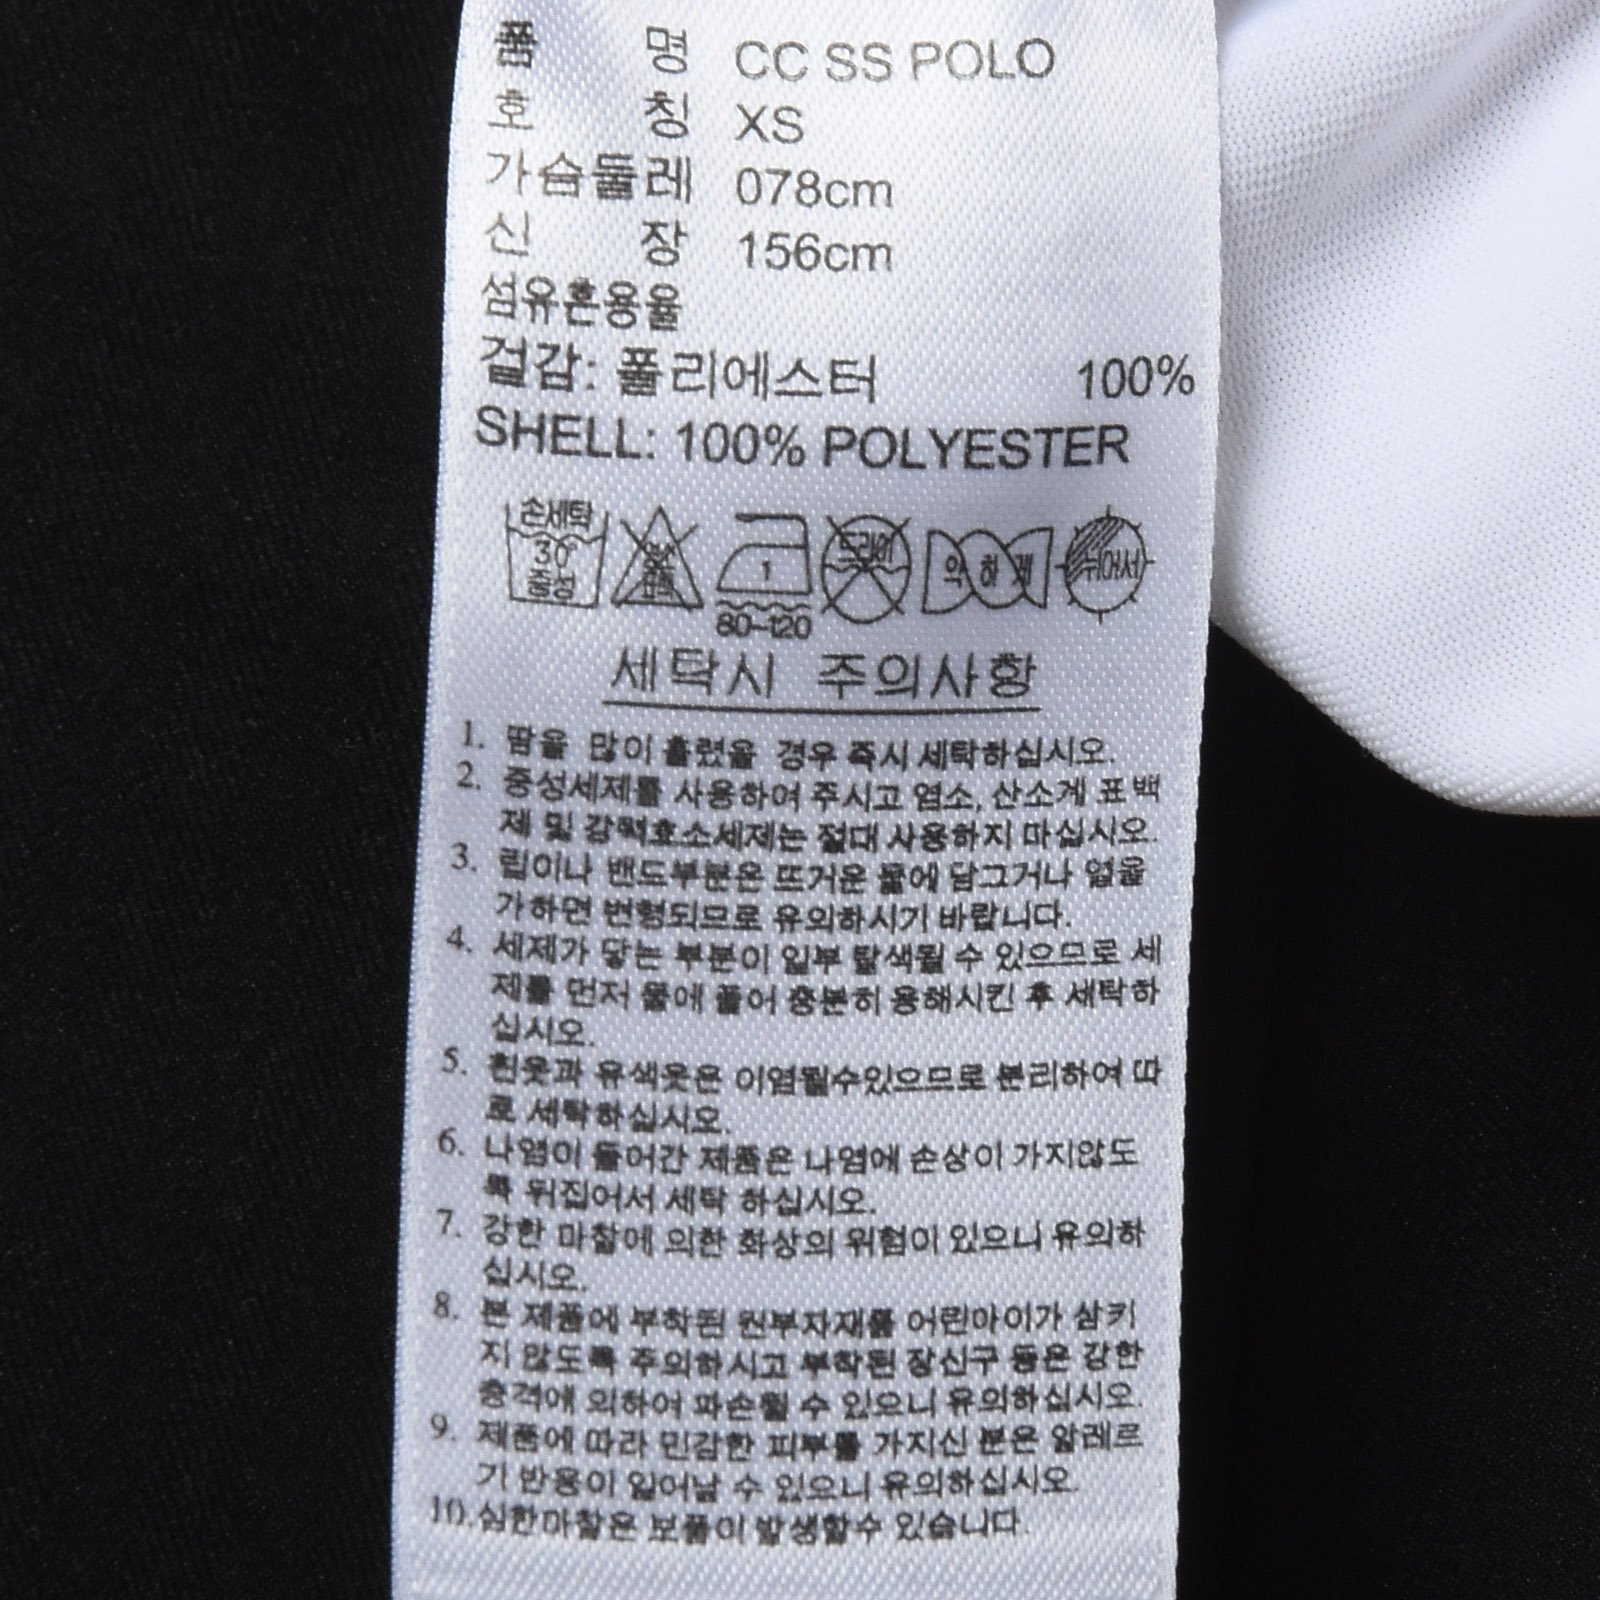 품 명 CC SS POLO
호 칭 XS
가슴둘레 078cm
신 장 156cm
섬유혼용율
겉감: 폴리에스터 100%
SHELL: 100% POLYESTER
손세탁 30° 중성
1 80-120
드라이
약하게
뉘어서
세탁시 주의사항
1. 땀을 많이 흘렸을 경우 즉시 세탁하십시오.
2. 중성세제를 사용하여 주시고 염소, 산소계 표백
제 및 강력효소세제는 절대 사용하지 마십시오.
3. 립이나 밴드부분은 뜨거운 물에 담그거나 열을
가하면 변형되므로 유의하시기 바랍니다.
4. 세제가 닿는 부분이 일부 탈색될 수 있으므로 세
제를 먼저 물에 풀어 충분히 용해시킨 후 세탁하
십시오.
5. 흰옷과 유색옷은 이염될수있으므로 분리하여 따
로 세탁하십시오.
6. 나염이 들어간 제품은 나염에 손상이 가지않도
록 뒤집어서 세탁 하십시오.
7. 강한 마찰에 의한 화상의 위험이 있으니 유의하
십시오.
8. 본 제품에 부착된 원부자재를 어린아이가 삼키
지 않도록 주의하시고 부착된 장신구 등은 강한
충격에 의하여 파손될 수 있으니 유의하십시오.
9. 제품에 따라 민감한 피부를 가지신 분은 알레르
기 반응이 일어날 수 있으니 유의하십시오.
10. 심한마찰은 보풀이 발생할수 있습니다.